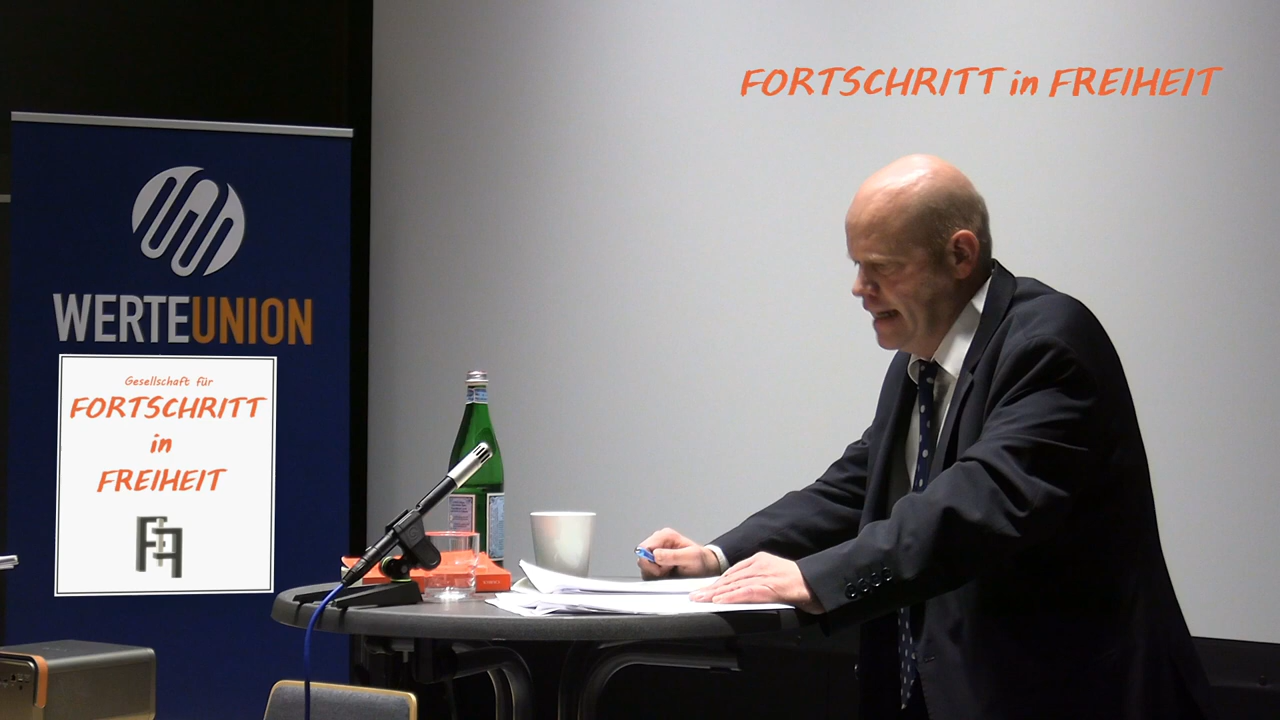 FORTSCHRITT in FREIHEIT
WERTEUNION
Gesellschaft für
FORTSCHRITT
in
FREIHEIT